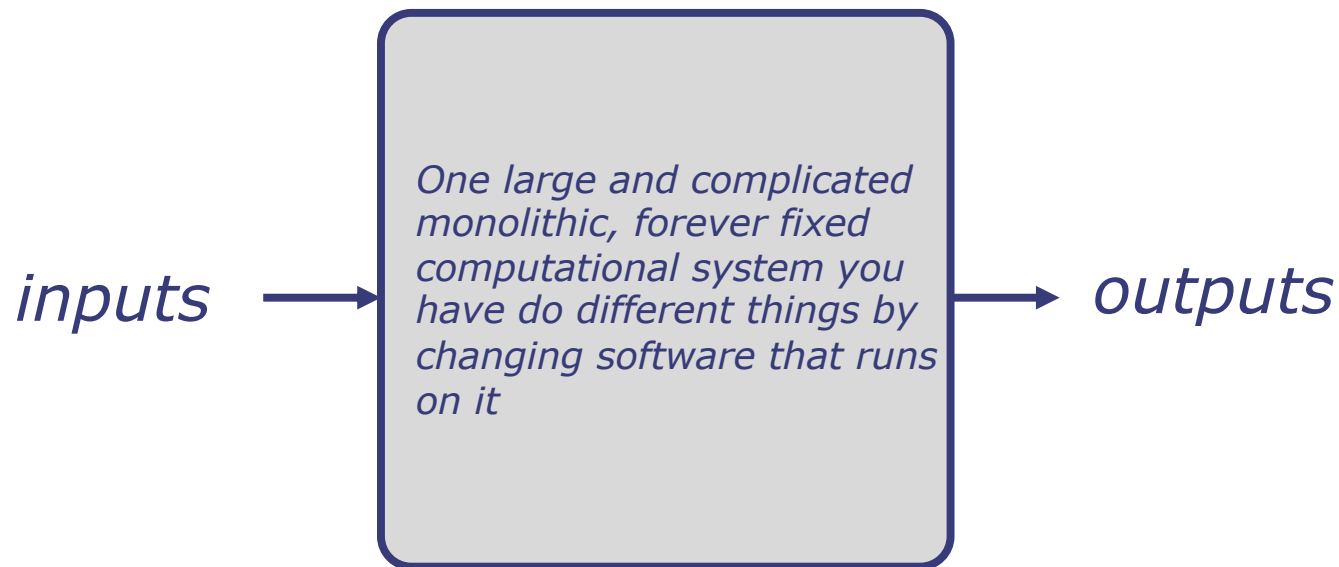 inputs
One large and complicated
monolithic, forever fixed
computational system you
have do different things by
changing software that runs
on it
outputs